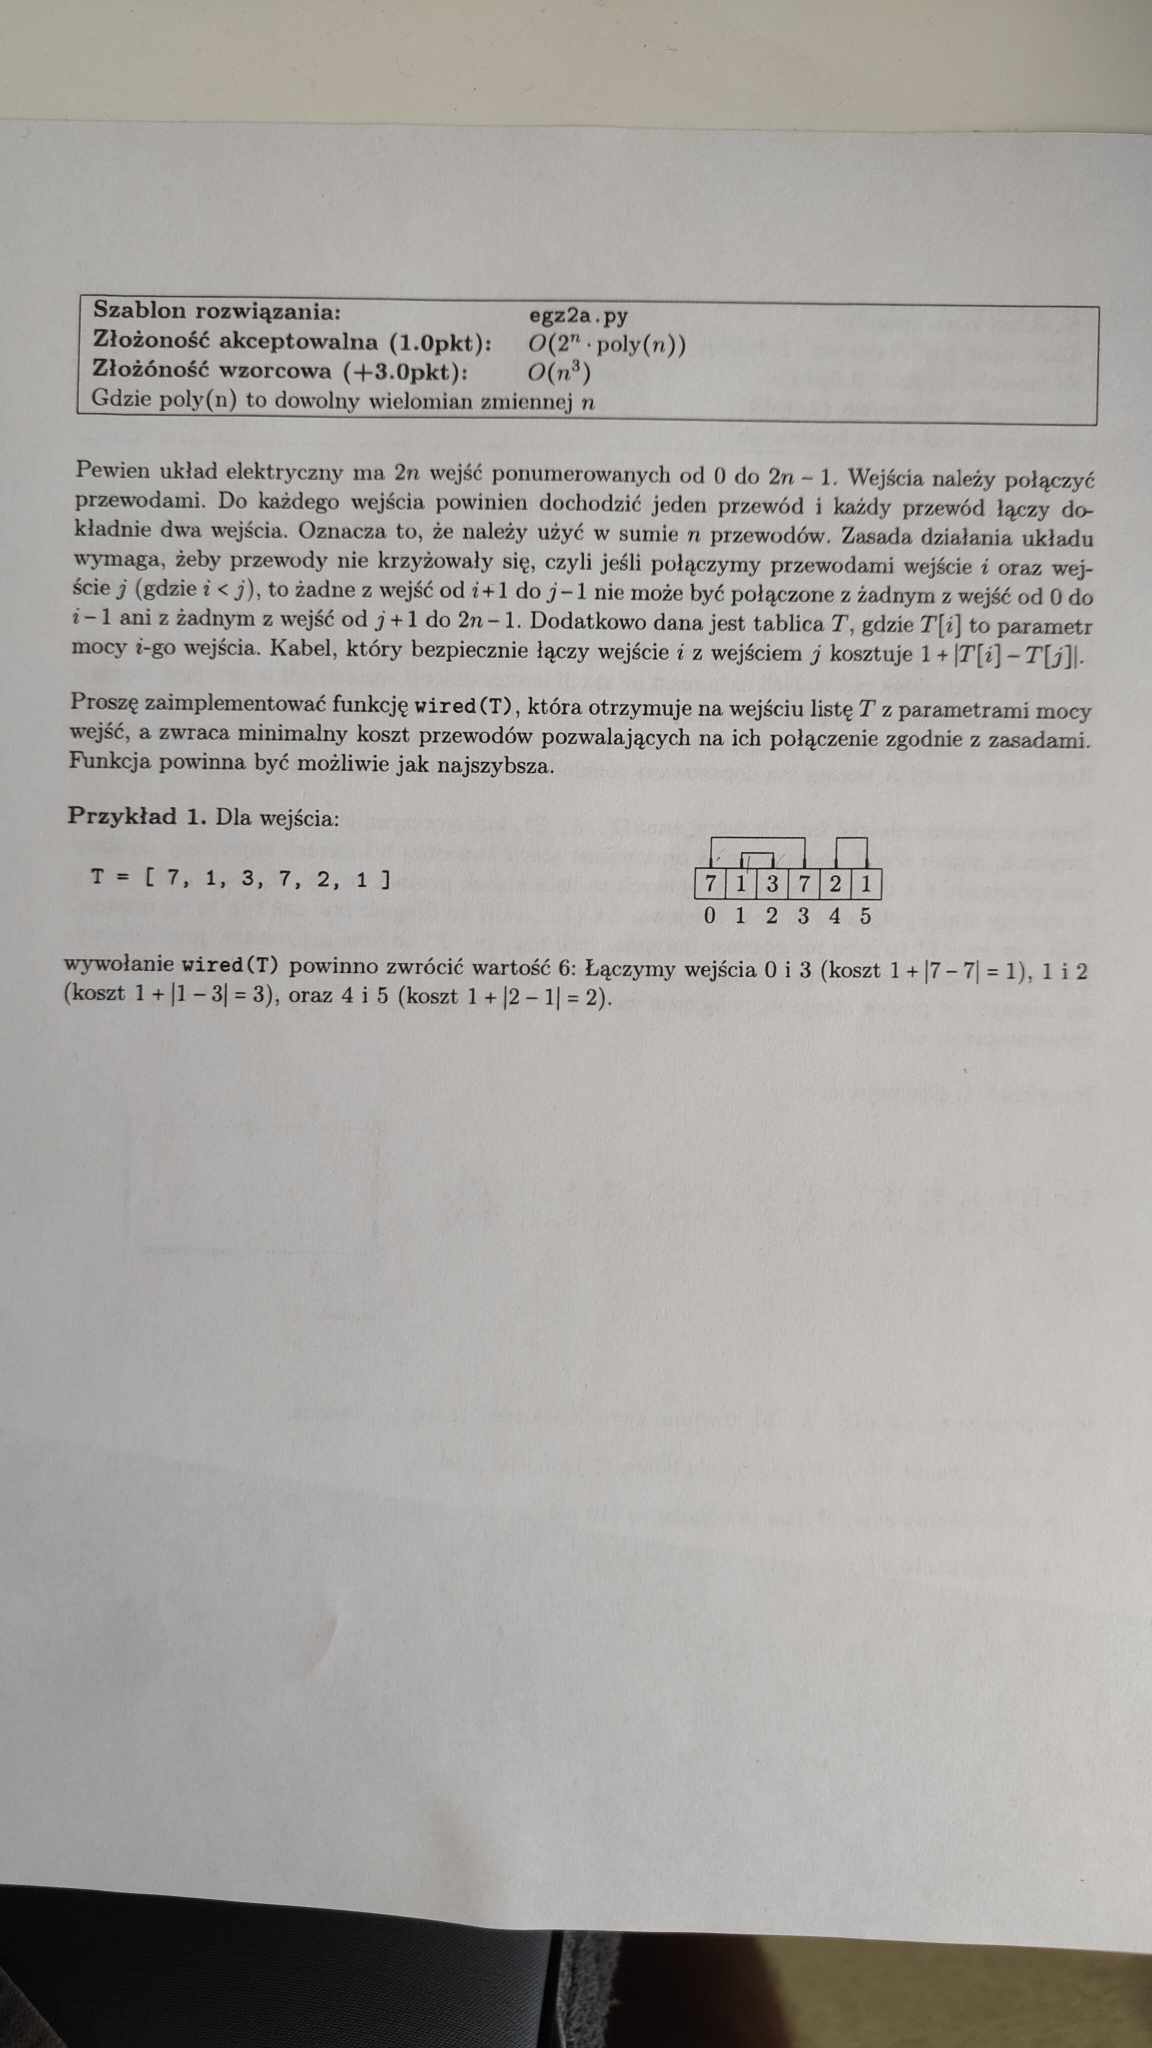 Szablon rozwiązania: egz2a.py
Złożoność akceptowalna (1.0pkt): O(2ⁿ · poly(n))
Złożóność wzorcowa (+3.0pkt): O(n³)
Gdzie poly(n) to dowolny wielomian zmiennej n
Pewien układ elektryczny ma 2n wejść ponumerowanych od 0 do 2n − 1. Wejścia należy połączyć
przewodami. Do każdego wejścia powinien dochodzić jeden przewód i każdy przewód łączy do-
kładnie dwa wejścia. Oznacza to, że należy użyć w sumie n przewodów. Zasada działania układu
wymaga, żeby przewody nie krzyżowały się, czyli jeśli połączymy przewodami wejście i oraz wej-
ście j (gdzie i < j), to żadne z wejść od i+1 do j−1 nie może być połączone z żadnym z wejść od 0 do
i−1 ani z żadnym z wejść od j+1 do 2n−1. Dodatkowo dana jest tablica T, gdzie T[i] to parametr
mocy i-go wejścia. Kabel, który bezpiecznie łączy wejście i z wejściem j kosztuje 1 + |T[i] − T[j]|.
Proszę zaimplementować funkcję wired(T), która otrzymuje na wejściu listę T z parametrami mocy
wejść, a zwraca minimalny koszt przewodów pozwalających na ich połączenie zgodnie z zasadami.
Funkcja powinna być możliwie jak najszybsza.
Przykład 1. Dla wejścia:
T = [ 7, 1, 3, 7, 2, 1 ]
7 1 3 7 2 1
0 1 2 3 4 5
wywołanie wired(T) powinno zwrócić wartość 6: Łączymy wejścia 0 i 3 (koszt 1 + |7 − 7| = 1), 1 i 2
(koszt 1 + |1 − 3| = 3), oraz 4 i 5 (koszt 1 + |2 − 1| = 2).